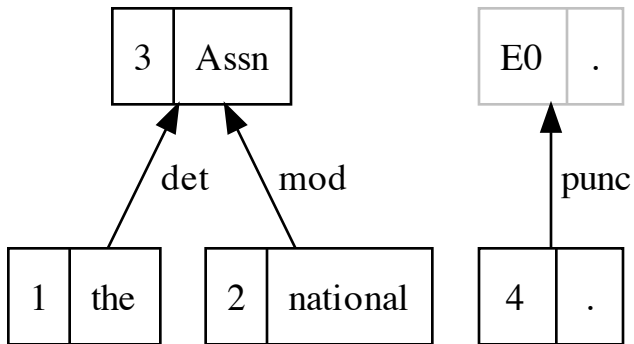 3 Assn E0 .
det mod punc
1 the 2 national 4 .